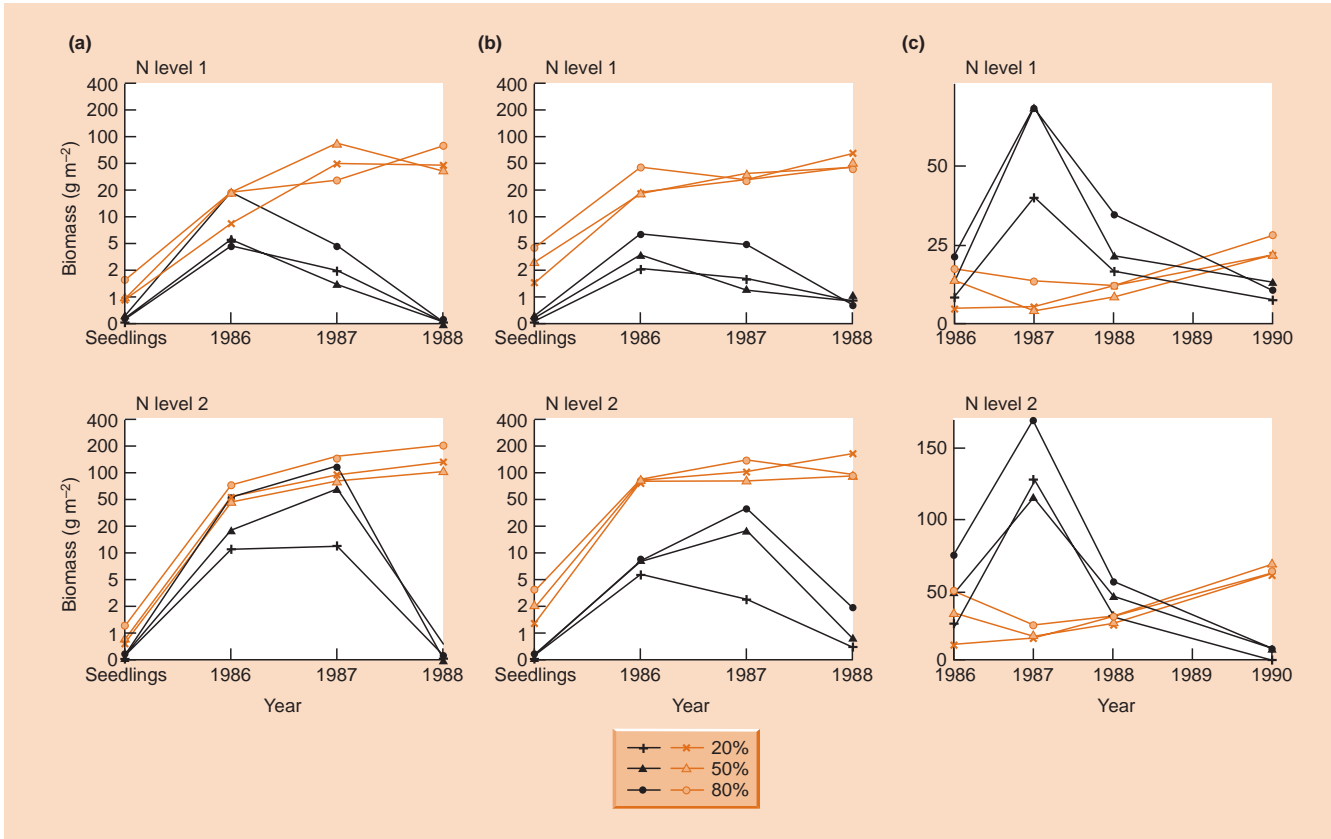 (a)
N level 1
Biomass (g m−2)
400
200
100
50
20
10
5
2
1
0
Seedlings 1986 1987 1988
(b)
N level 1
400
200
100
50
20
10
5
2
1
0
Seedlings 1986 1987 1988
(c)
N level 1
50
25
0
1986 1987 1988 1989 1990
N level 2
Biomass (g m−2)
400
200
100
50
20
10
5
2
1
0
Seedlings 1986 1987 1988
Year
N level 2
400
200
100
50
20
10
5
2
1
0
Seedlings 1986 1987 1988
Year
N level 2
150
100
50
0
1986 1987 1988 1989 1990
Year
20%
50%
80%